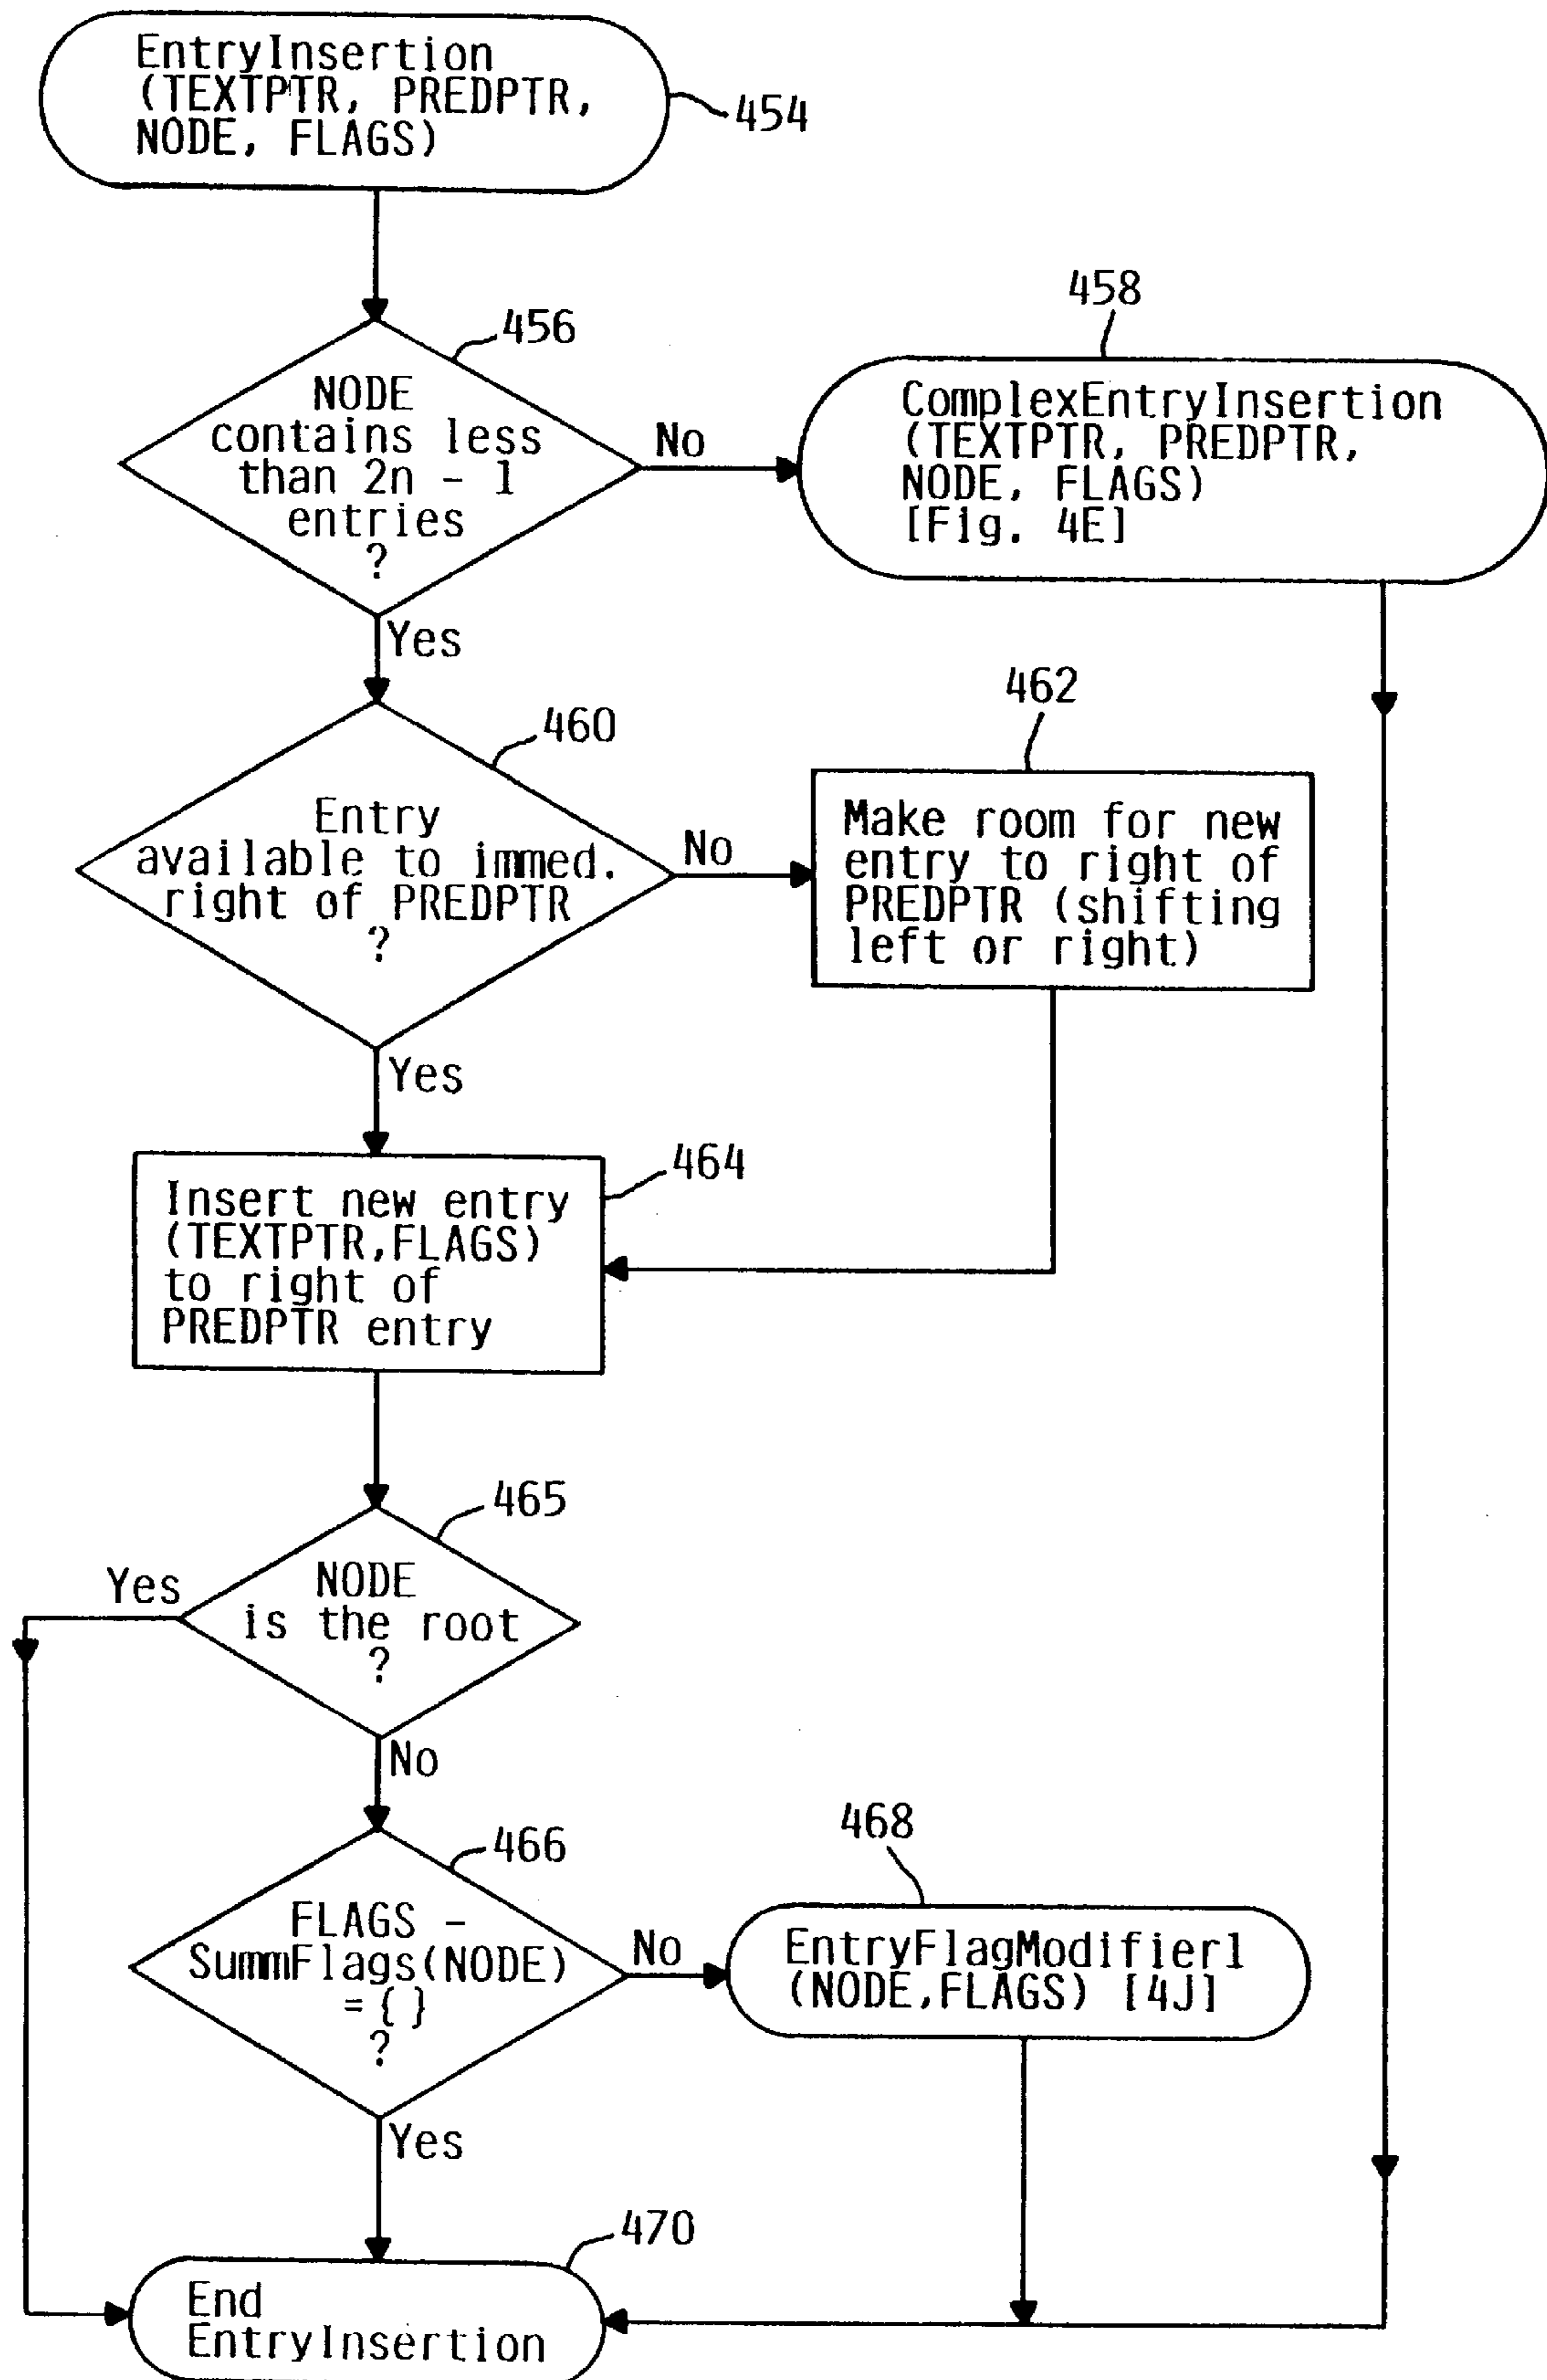 EntryInsertion
(TEXTPTR, PREDPTR,
NODE, FLAGS)
454
456
NODE
contains less
than 2n - 1
entries
?
No
Yes
458
ComplexEntryInsertion
(TEXTPTR, PREDPTR,
NODE, FLAGS)
[Fig. 4E]
460
Entry
available to immed.
right of PREDPTR
?
No
Yes
462
Make room for new
entry to right of
PREDPTR (shifting
left or right)
464
Insert new entry
(TEXTPTR,FLAGS)
to right of
PREDPTR entry
465
NODE
is the root
?
Yes
No
466
FLAGS -
SummFlags(NODE)
={}
?
No
Yes
468
EntryFlagModifier1
(NODE,FLAGS) [4J]
470
End
EntryInsertion